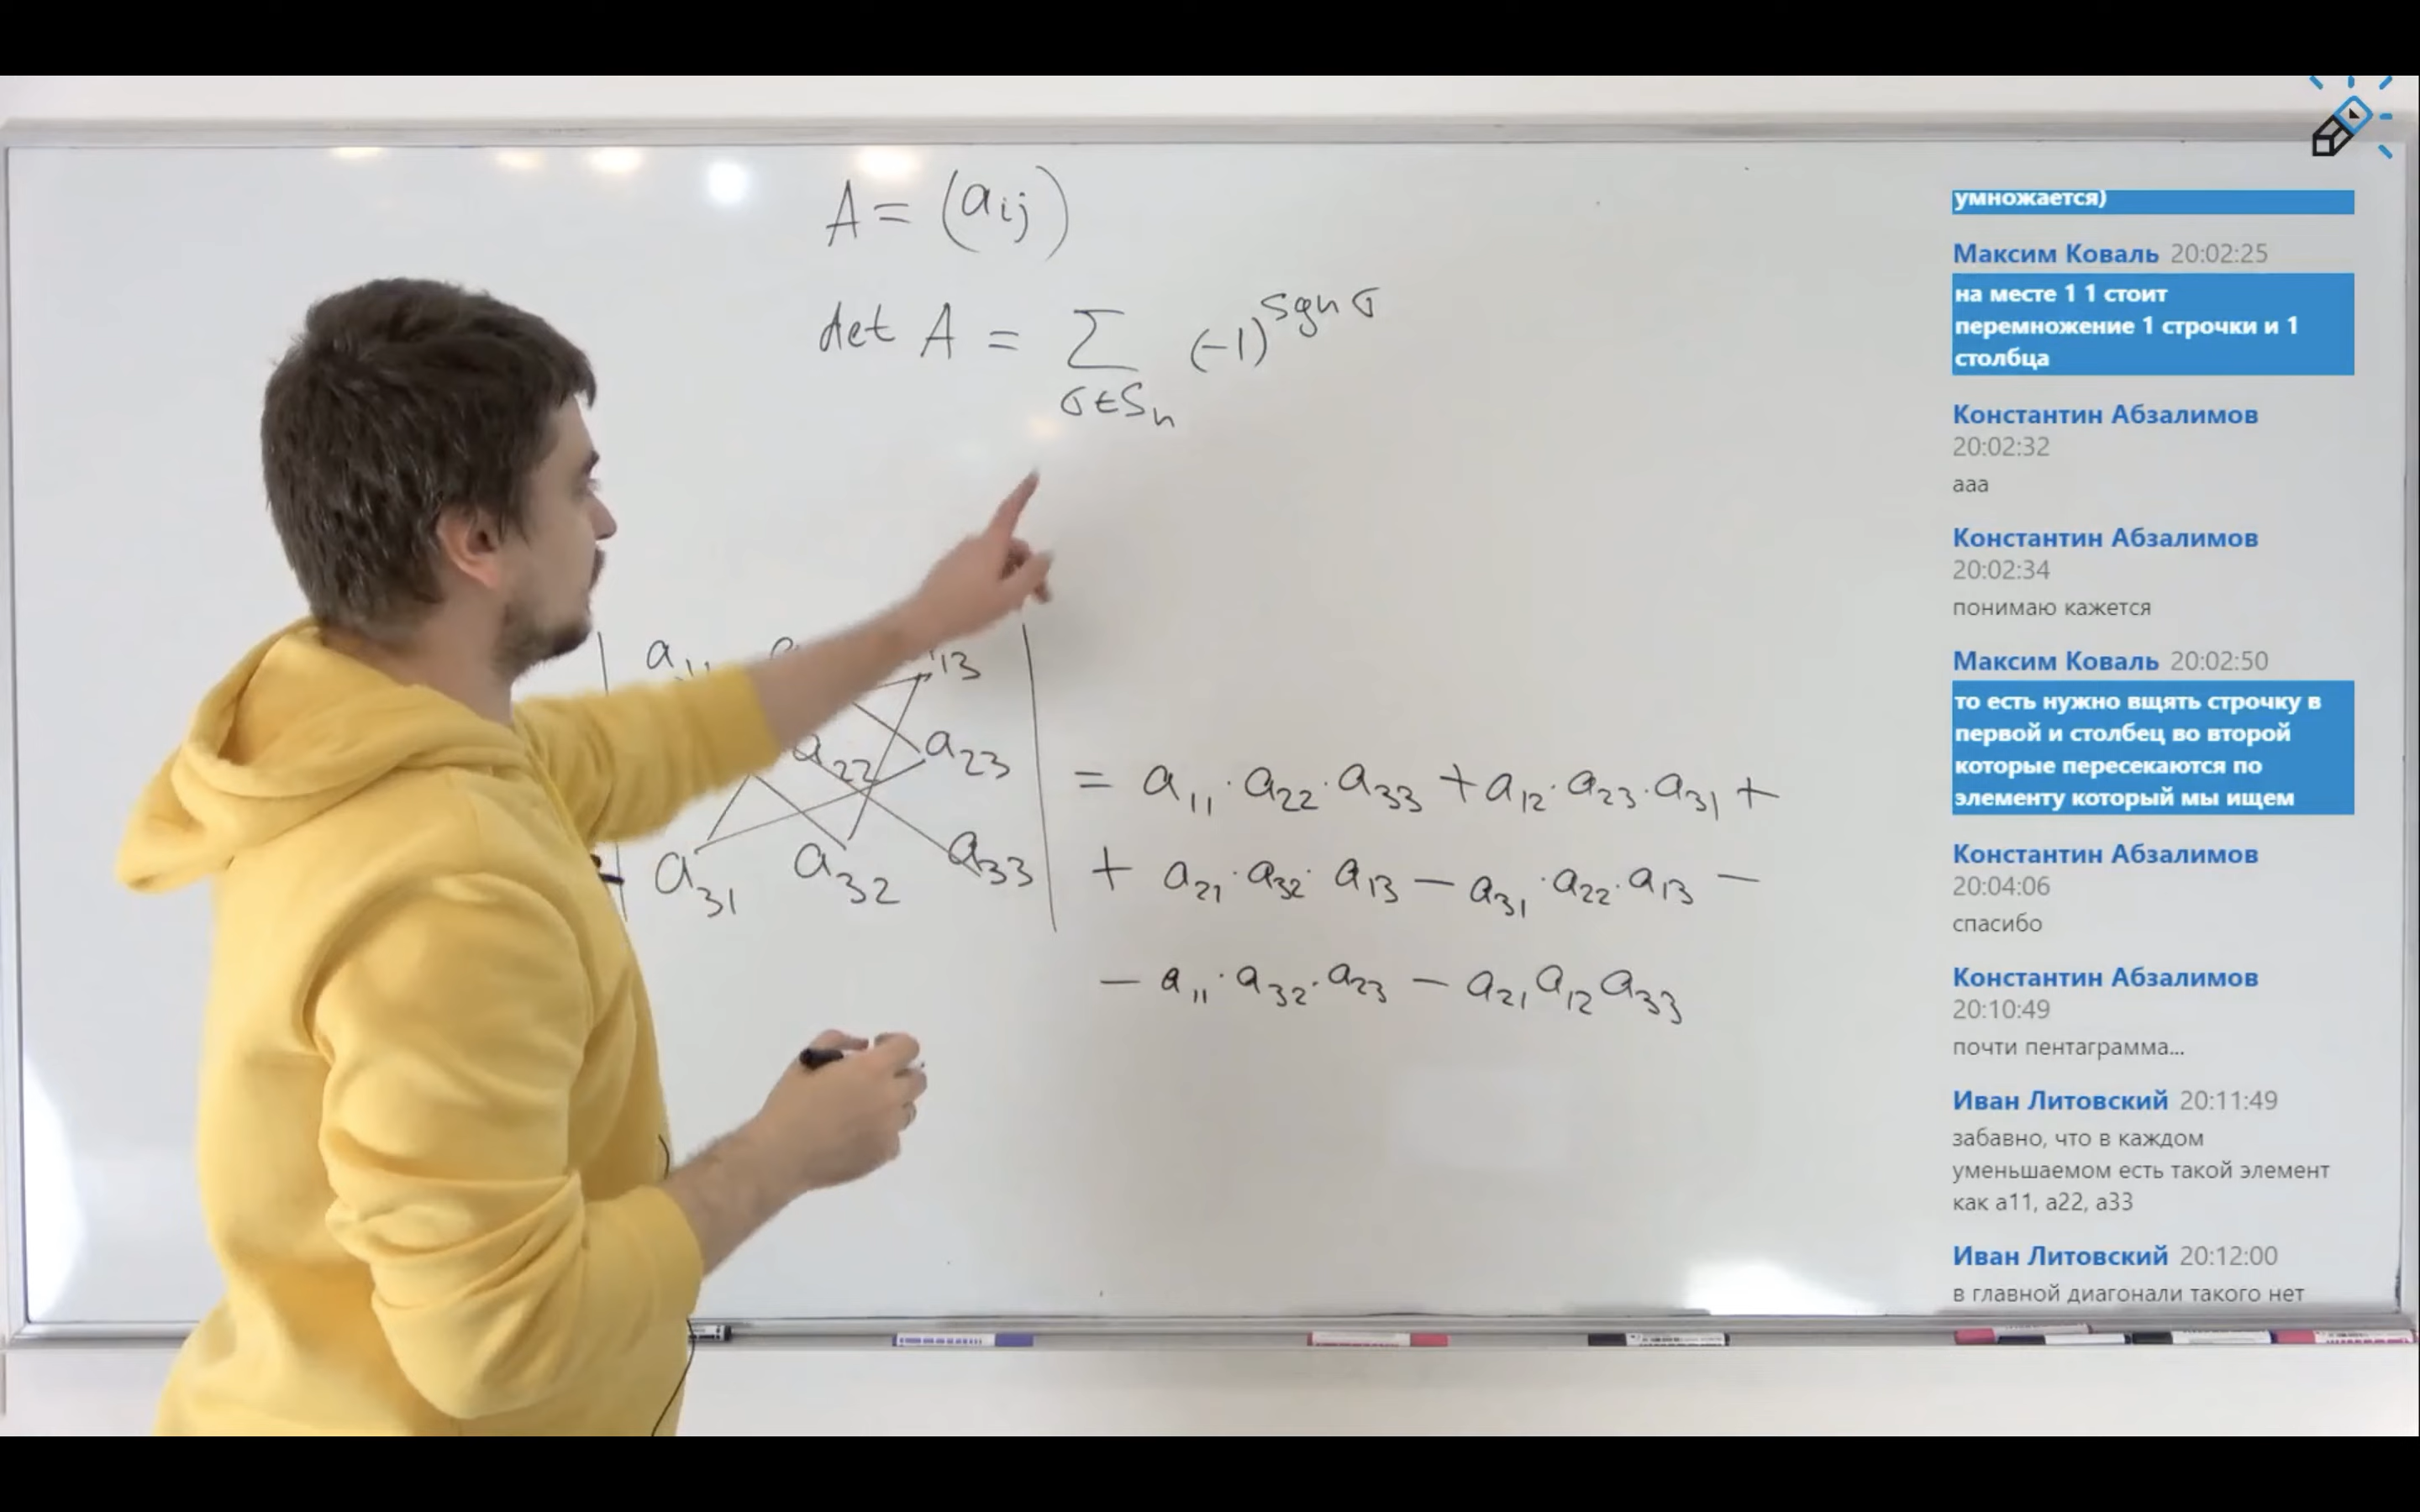 A = (aij)
det A = Σ (-1)^sgn σ
σ∈Sn
a11 13
a22 a23
a31 a32 a33
= a11·a22·a33 + a12·a23·a31 +
+ a21·a32·a13 - a31·a22·a13 -
- a11·a32·a23 - a21 a12 a33
умножается)
Максим Коваль 20:02:25
на месте 1 1 стоит
перемножение 1 строчки и 1
столбца
Константин Абзалимов
20:02:32
ааа
Константин Абзалимов
20:02:34
понимаю кажется
Максим Коваль 20:02:50
то есть нужно вщять строчку в
первой и столбец во второй
которые пересекаются по
элементу который мы ищем
Константин Абзалимов
20:04:06
спасибо
Константин Абзалимов
20:10:49
почти пентаграмма...
Иван Литовский 20:11:49
забавно, что в каждом
уменьшаемом есть такой элемент
как а11, а22, а33
Иван Литовский 20:12:00
в главной диагонали такого нет